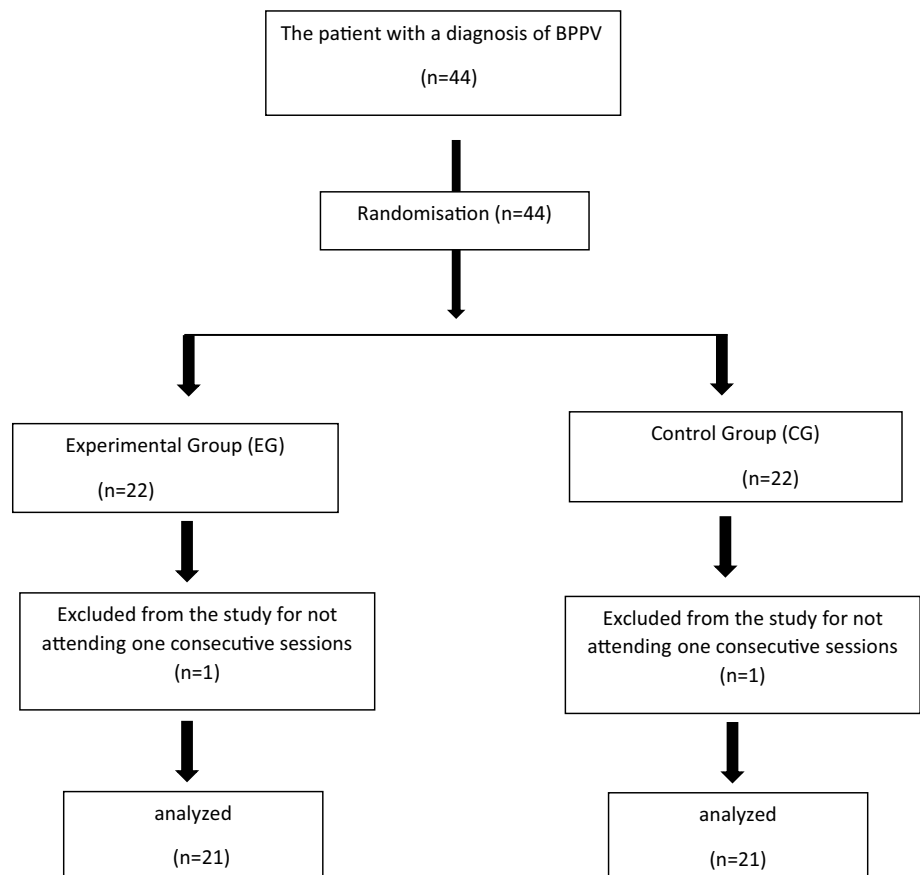 The patient with a diagnosis of BPPV
(n=44)
Randomisation (n=44)
Experimental Group (EG)
(n=22)
Control Group (CG)
(n=22)
Excluded from the study for not
attending one consecutive sessions
(n=1)
Excluded from the study for not
attending one consecutive sessions
(n=1)
analyzed
(n=21)
analyzed
(n=21)